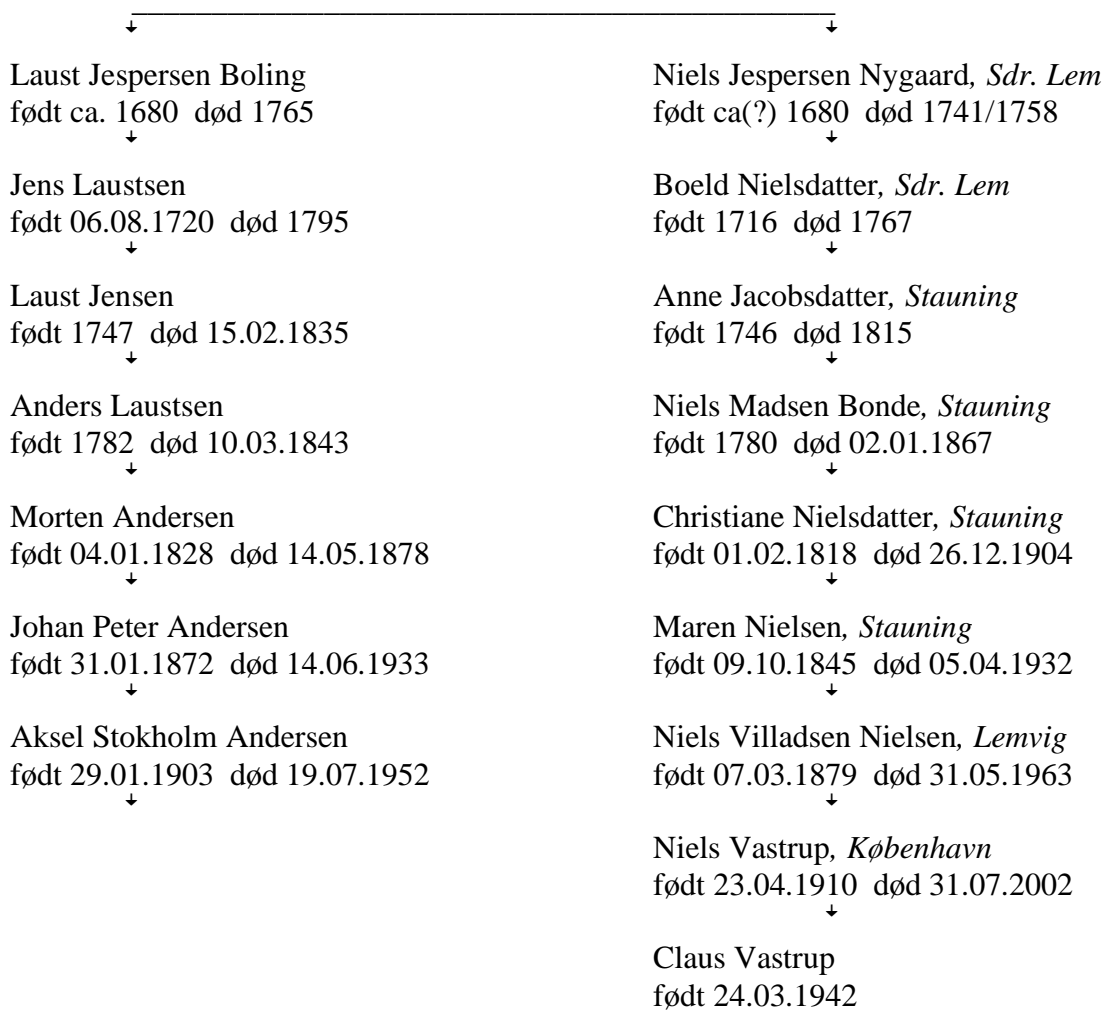 Laust Jespersen Boling
født ca. 1680 død 1765
Jens Laustsen
født 06.08.1720 død 1795
Laust Jensen
født 1747 død 15.02.1835
Anders Laustsen
født 1782 død 10.03.1843
Morten Andersen
født 04.01.1828 død 14.05.1878
Johan Peter Andersen
født 31.01.1872 død 14.06.1933
Aksel Stokholm Andersen
født 29.01.1903 død 19.07.1952
Niels Jespersen Nygaard, Sdr. Lem
født ca(?) 1680 død 1741/1758
Boeld Nielsdatter, Sdr. Lem
født 1716 død 1767
Anne Jacobsdatter, Stauning
født 1746 død 1815
Niels Madsen Bonde, Stauning
født 1780 død 02.01.1867
Christiane Nielsdatter, Stauning
født 01.02.1818 død 26.12.1904
Maren Nielsen, Stauning
født 09.10.1845 død 05.04.1932
Niels Villadsen Nielsen, Lemvig
født 07.03.1879 død 31.05.1963
Niels Vastrup, København
født 23.04.1910 død 31.07.2002
Claus Vastrup
født 24.03.1942